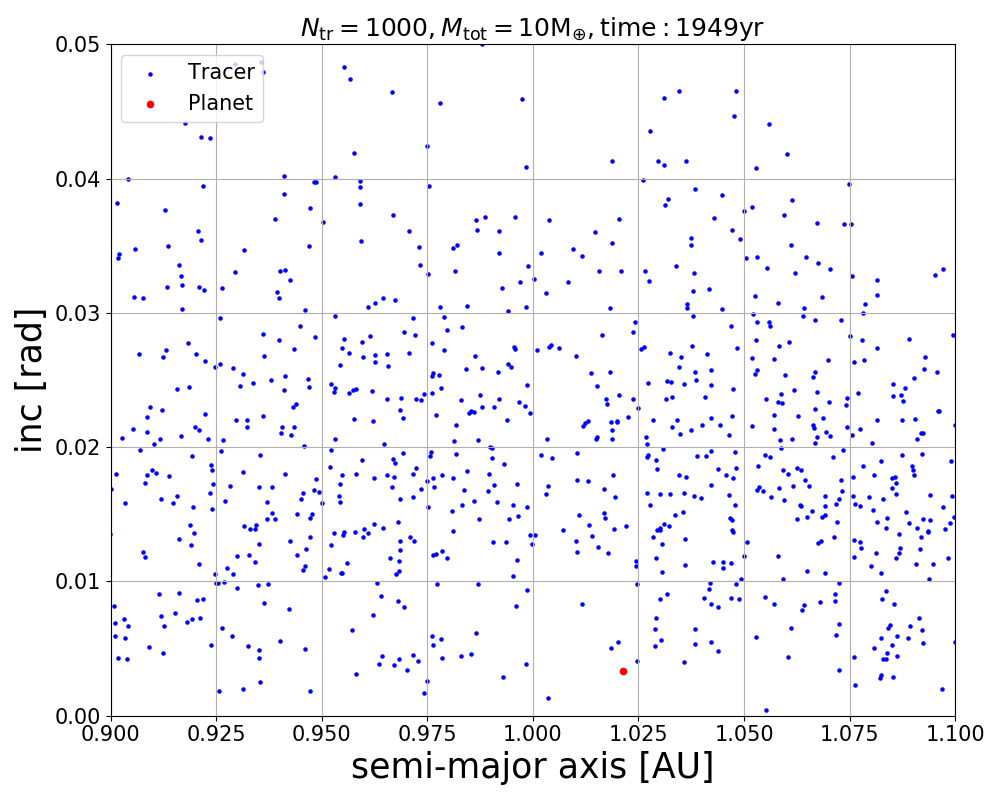 N_tr = 1000, M_tot = 10M_⊕, time : 1949yr
Tracer
Planet
inc [rad]
0.05
0.04
0.03
0.02
0.01
0.00
0.900 0.925 0.950 0.975 1.000 1.025 1.050 1.075 1.100
semi-major axis [AU]